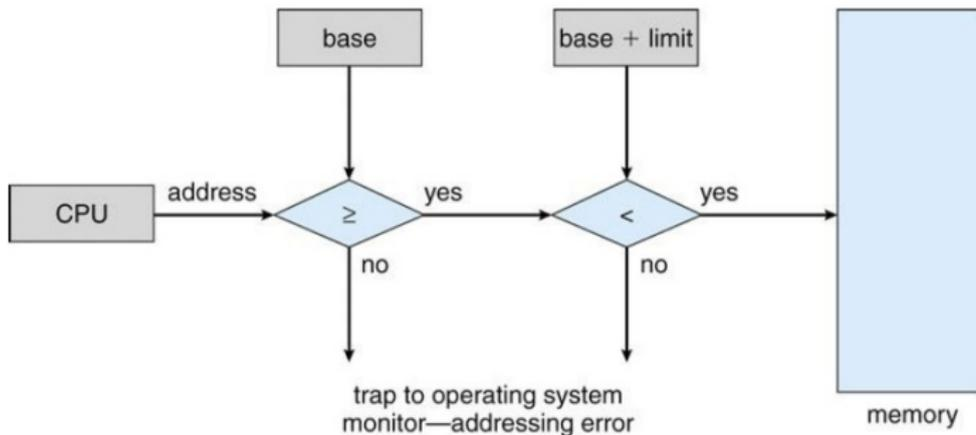 base
base + limit
address
yes
yes
CPU
≥
<
no
no
trap to operating system
monitor—addressing error
memory